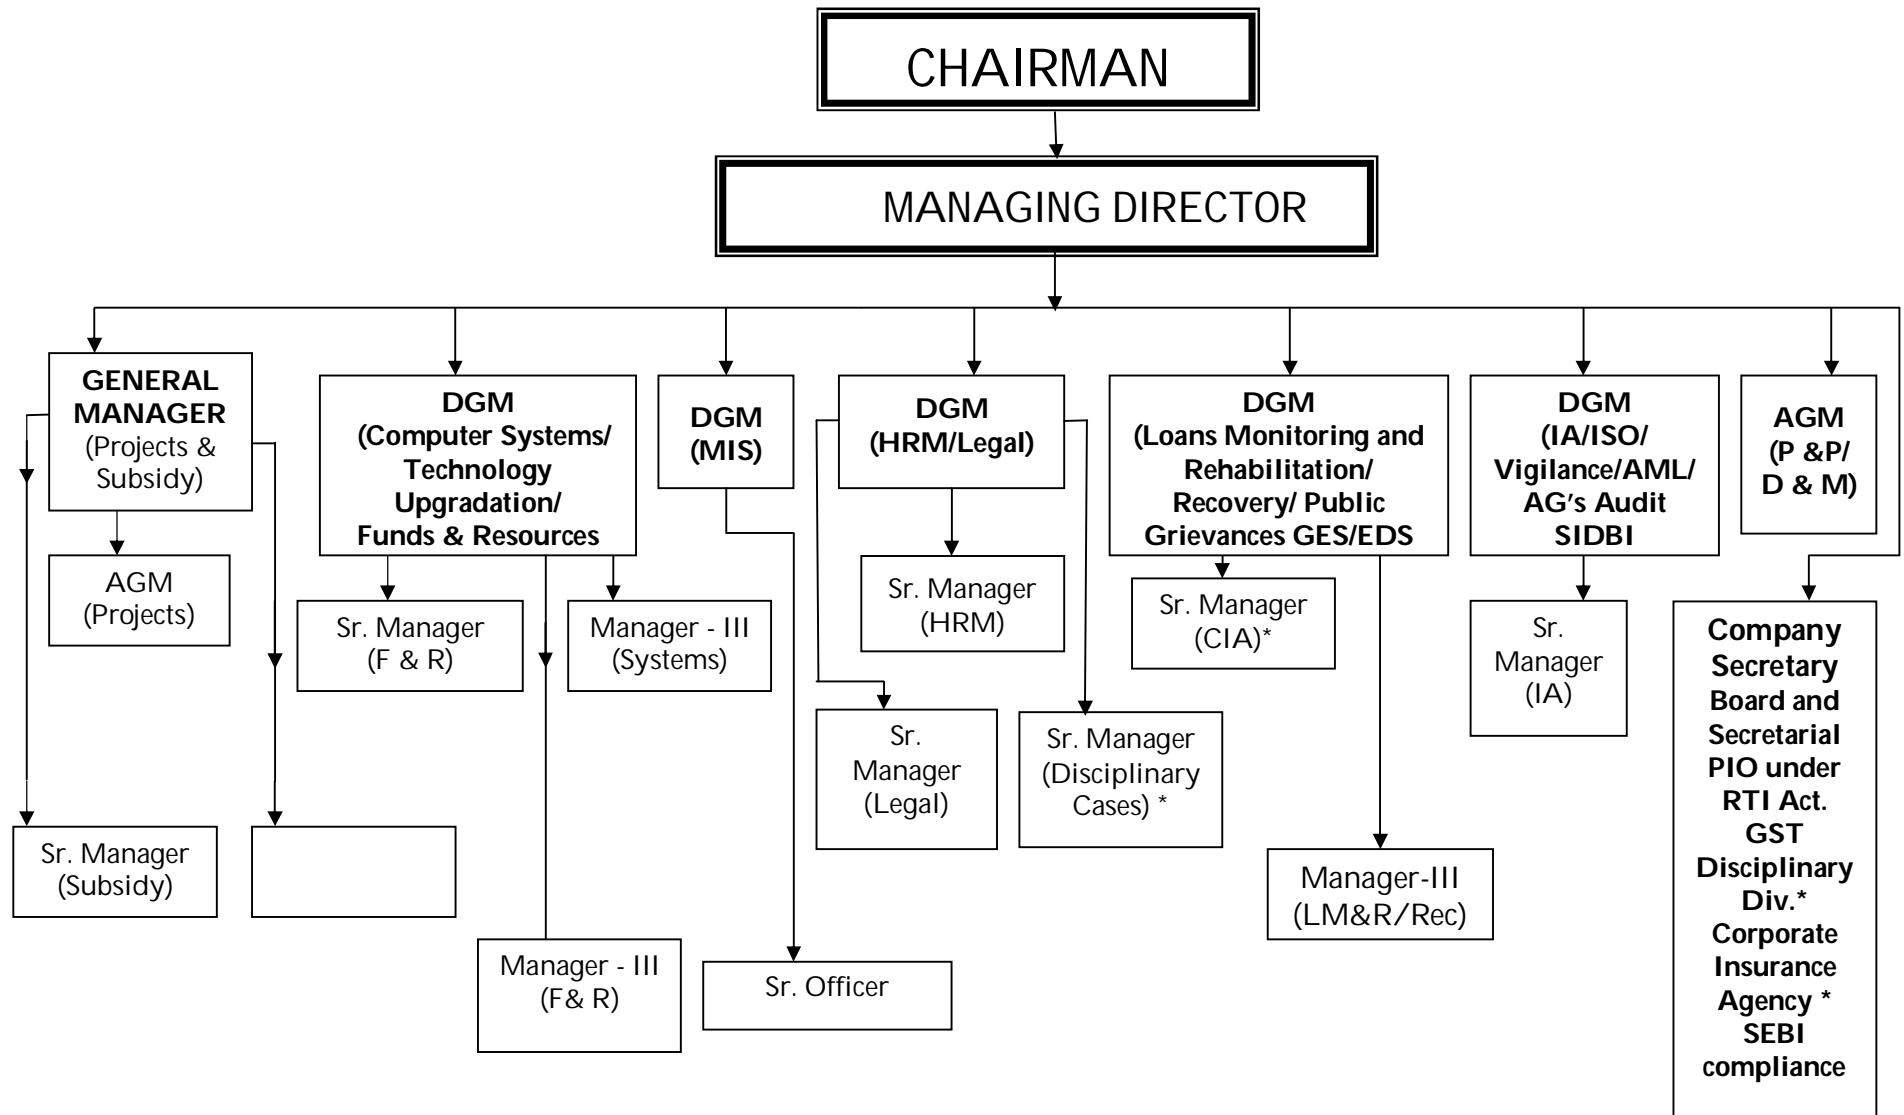 CHAIRMAN
MANAGING DIRECTOR
GENERAL
MANAGER
(Projects &
Subsidy)
DGM
(Computer Systems/
Technology
Upgradation/
Funds & Resources
DGM
(MIS)
DGM
(HRM/Legal)
DGM
(Loans Monitoring and
Rehabilitation/
Recovery/ Public
Grievances GES/EDS
DGM
(IA/ISO/
Vigilance/AML/
AG's Audit
SIDBI
AGM
(P &P/
D & M)
AGM
(Projects)
Sr. Manager
(F & R)
Manager - III
(Systems)
Sr. Manager
(HRM)
Sr. Manager
(CIA)*
Sr.
Manager
(IA)
Company
Secretary
Board and
Secretarial
PIO under
RTI Act.
GST
Disciplinary
Div.*
Corporate
Insurance
Agency *
SEBI
compliance
Sr.
Manager
(Legal)
Sr. Manager
(Disciplinary
Cases) *
Sr. Manager
(Subsidy)
Manager-III
(LM&R/Rec)
Manager - III
(F& R)
Sr. Officer